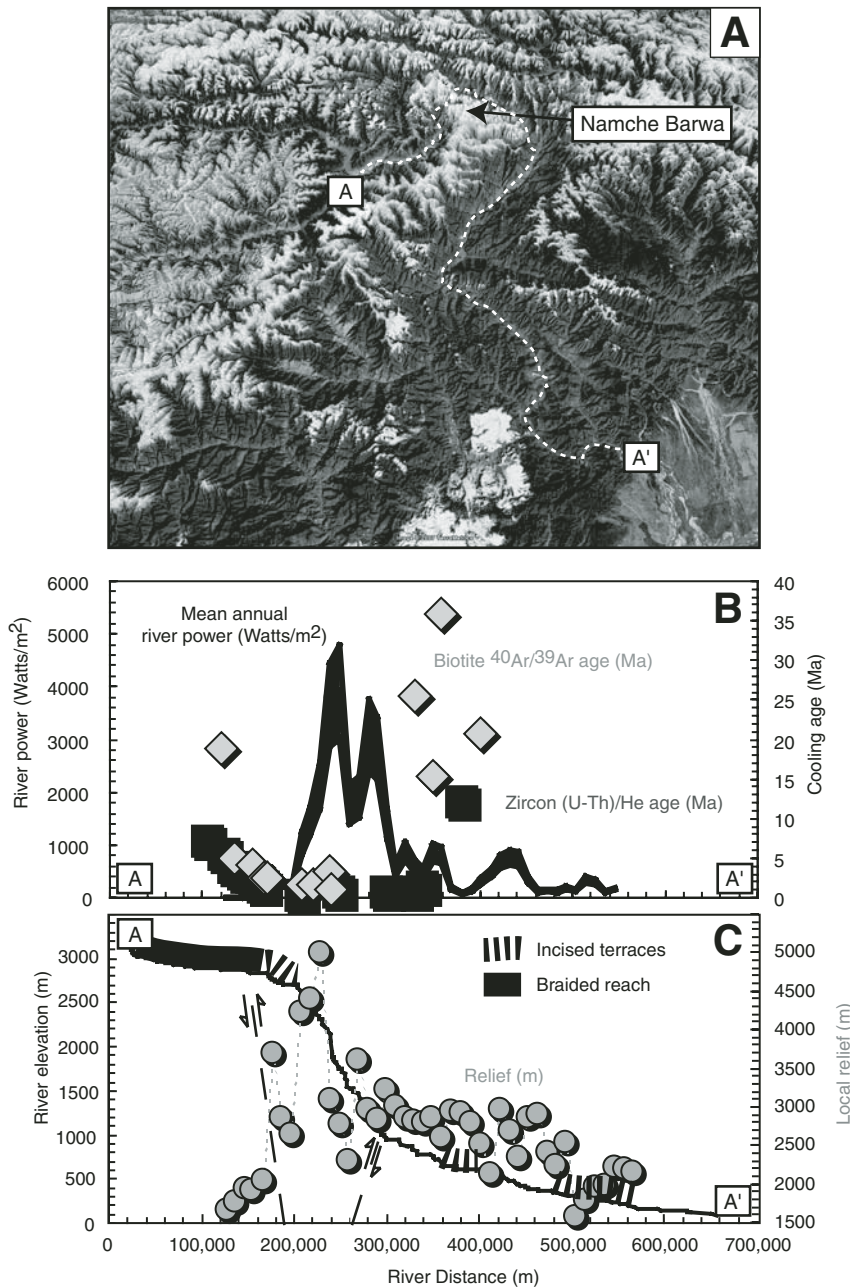 A
Namche Barwa
A
A'
B
6000
5000
4000
3000
2000
1000
0
River power (Watts/m2)
Mean annual
river power (Watts/m2)
Biotite 40Ar/39Ar age (Ma)
Zircon (U-Th)/He age (Ma)
40
35
30
25
20
15
10
5
0
Cooling age (Ma)
A
A'
C
A
3000
2500
2000
1500
1000
500
0
River elevation (m)
Incised terraces
Braided reach
Relief (m)
5000
4500
4000
3500
3000
2500
2000
1500
Local relief (m)
A'
0
100,000
200,000
300,000
400,000
500,000
600,000
700,000
River Distance (m)